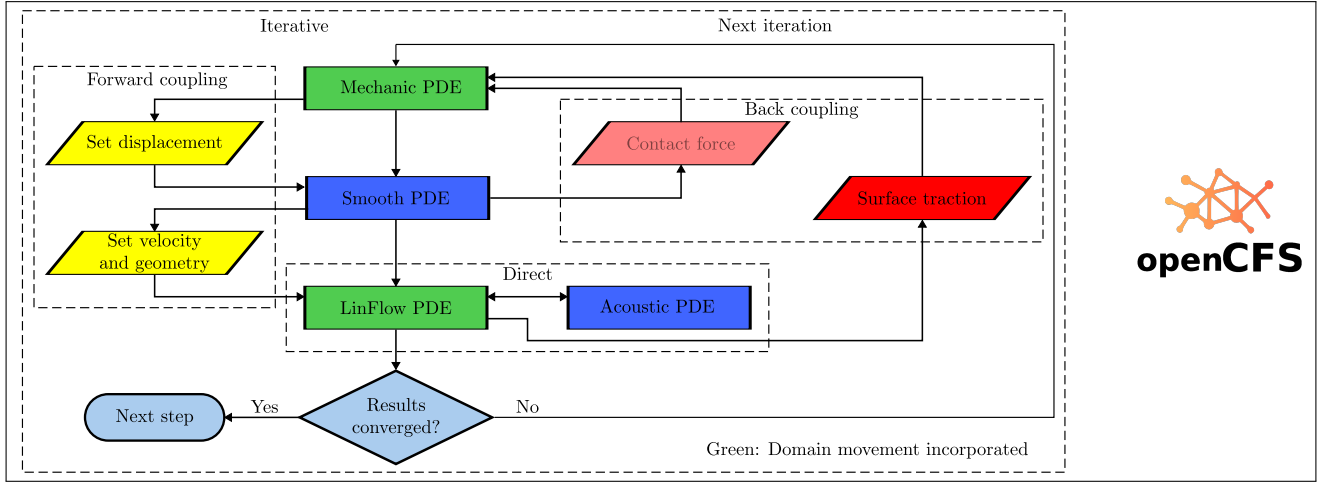 Iterative
Next iteration
Forward coupling
Mechanic PDE
Back coupling
Set displacement
Contact force
Smooth PDE
Surface traction
Set velocity
and geometry
Direct
LinFlow PDE
Acoustic PDE
Next step
Yes
Results
converged?
No
Green: Domain movement incorporated
openCFS